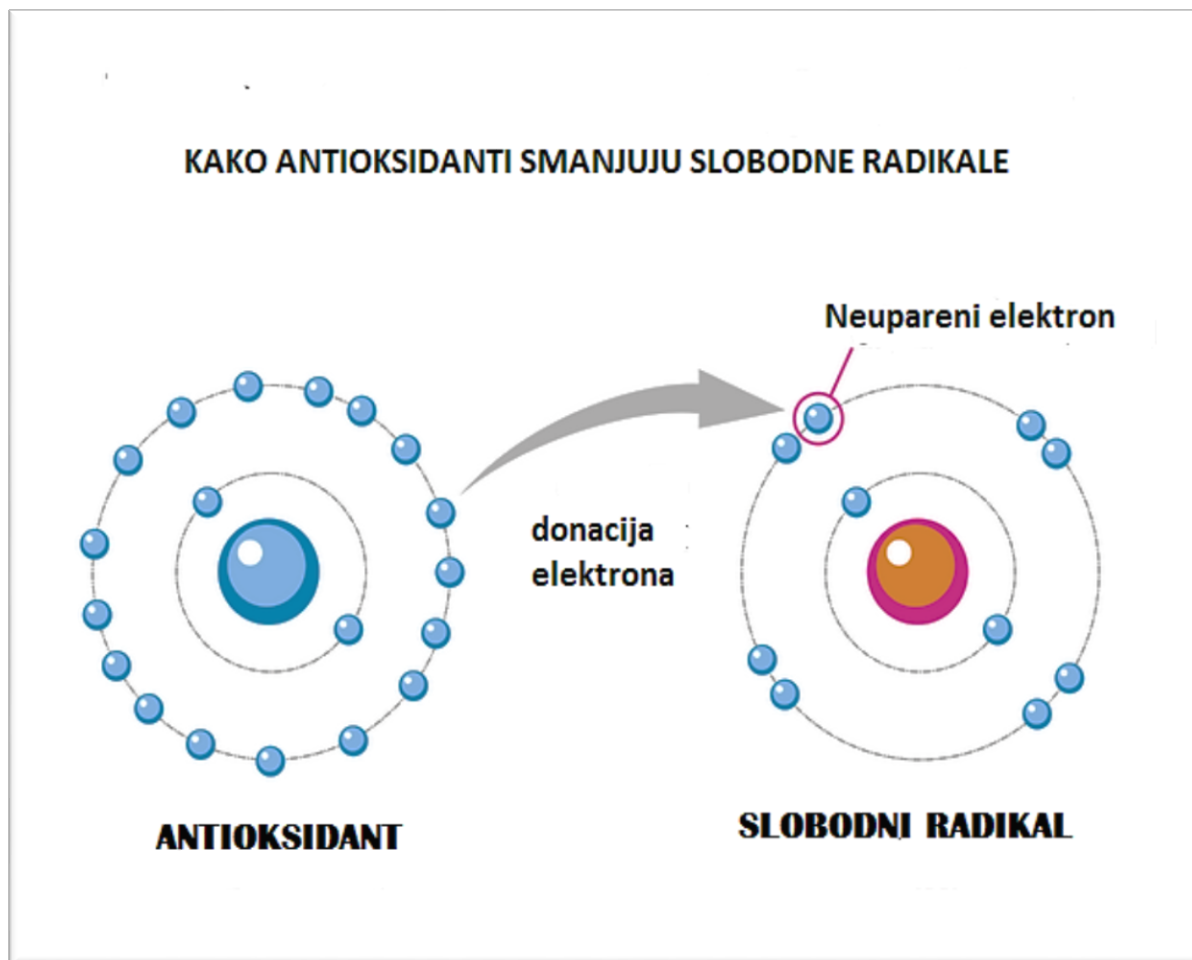 KAKO ANTIOKSIDANTI SMANJUJU SLOBODNE RADIKALE
Neupareni elektron
donacija
elektrona
ANTIOKSIDANT
SLOBODNI RADIKAL